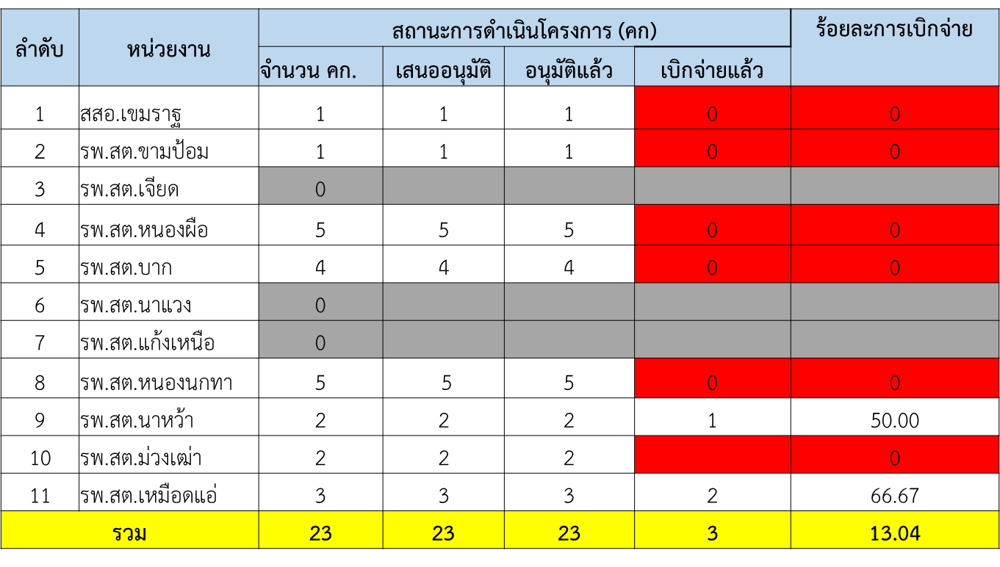 ลำดับ หน่วยงาน สถานะการดำเนินโครงการ (คก) ร้อยละการเบิกจ่าย
จำนวน คก. เสนออนุมัติ อนุมัติแล้ว เบิกจ่ายแล้ว
1 สสอ.เขมราฐ 1 1 1 0 0
2 รพ.สต.ขามป้อม 1 1 1 0 0
3 รพ.สต.เจียด 0
4 รพ.สต.หนองผือ 5 5 5 0 0
5 รพ.สต.บาก 4 4 4 0 0
6 รพ.สต.นาแวง 0
7 รพ.สต.แก้งเหนือ 0
8 รพ.สต.หนองนกทา 5 5 5 0 0
9 รพ.สต.นาหว้า 2 2 2 1 50.00
10 รพ.สต.ม่วงเฒ่า 2 2 2 0
11 รพ.สต.เหมือดแอ่ 3 3 3 2 66.67
รวม 23 23 23 3 13.04